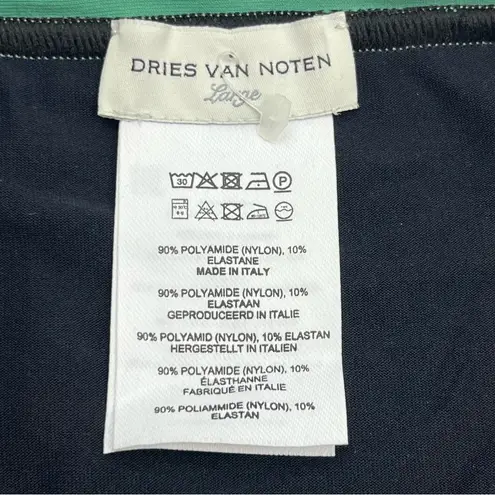 DRIES VAN NOTEN
Large
30
P
90% POLYAMIDE (NYLON), 10%
ELASTANE
MADE IN ITALY
90% POLYAMIDE (NYLON), 10%
ELASTAAN
GEPRODUCEERD IN ITALIE
90% POLYAMID (NYLON), 10% ELASTAN
HERGESTELLT IN ITALIEN
90% POLYAMIDE (NYLON), 10%
ÉLASTHANNE
FABRIQUÉ EN ITALIE
90% POLIAMMIDE (NYLON), 10%
ELASTAN